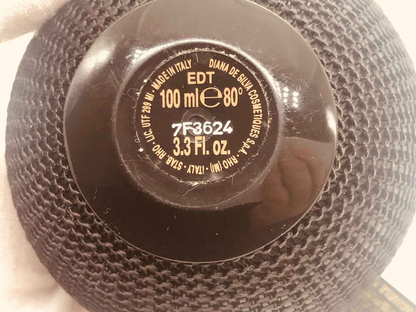 DIANA DE SILVA COSMETIQUES S.p.A. - RHO (MI) - ITALY - STAB. RHO - LIC. UTF 299 MI - MADE IN ITALY
EDT
100 ml ℮ 80°
7F3624
3.3 Fl. oz.